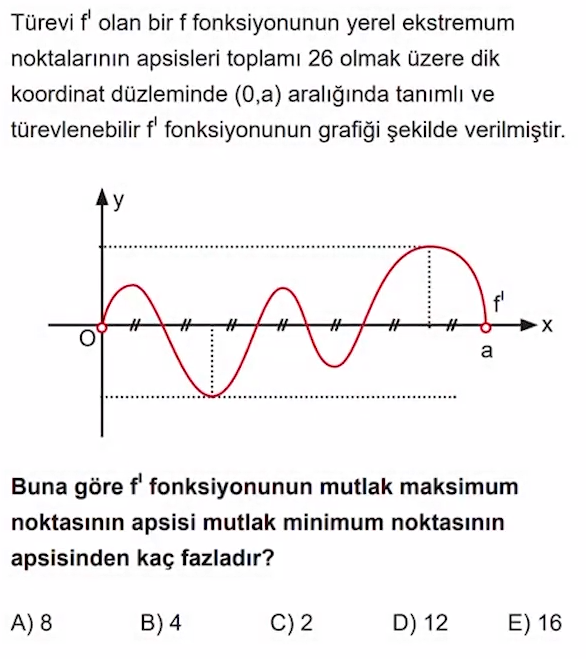 Türevi f' olan bir f fonksiyonunun yerel ekstremum
noktalarının apsisleri toplamı 26 olmak üzere dik
koordinat düzleminde (0,a) aralığında tanımlı ve
türevlenebilir f' fonksiyonunun grafiği şekilde verilmiştir.
y
f'
x
O
a
Buna göre f' fonksiyonunun mutlak maksimum
noktasının apsisi mutlak minimum noktasının
apsisinden kaç fazladır?
A) 8 B) 4 C) 2 D) 12 E) 16